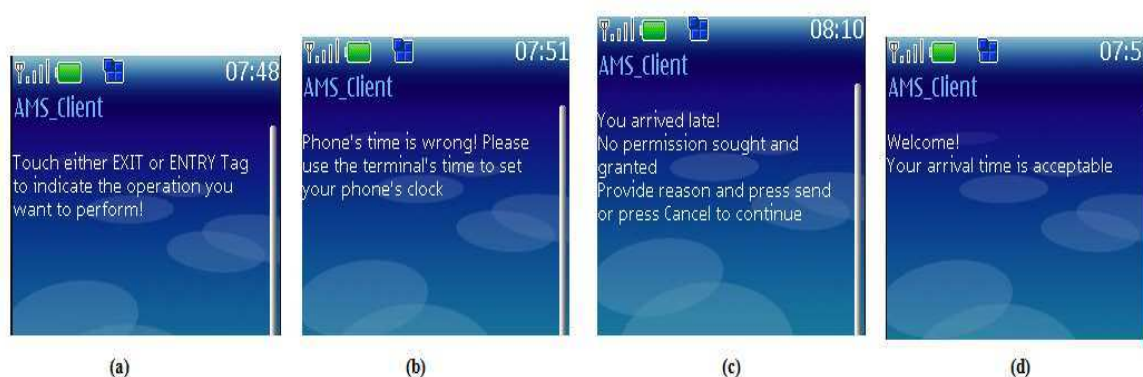 07:48
AMS_Client
Touch either EXIT or ENTRY Tag
to indicate the operation you
want to perform!
(a)
07:51
AMS_Client
Phone's time is wrong! Please
use the terminal's time to set
your phone's clock
(b)
08:10
AMS_Client
You arrived late!
No permission sought and
granted
Provide reason and press send
or press Cancel to continue
(c)
07:5
AMS_Client
Welcome!
Your arrival time is acceptable
(d)